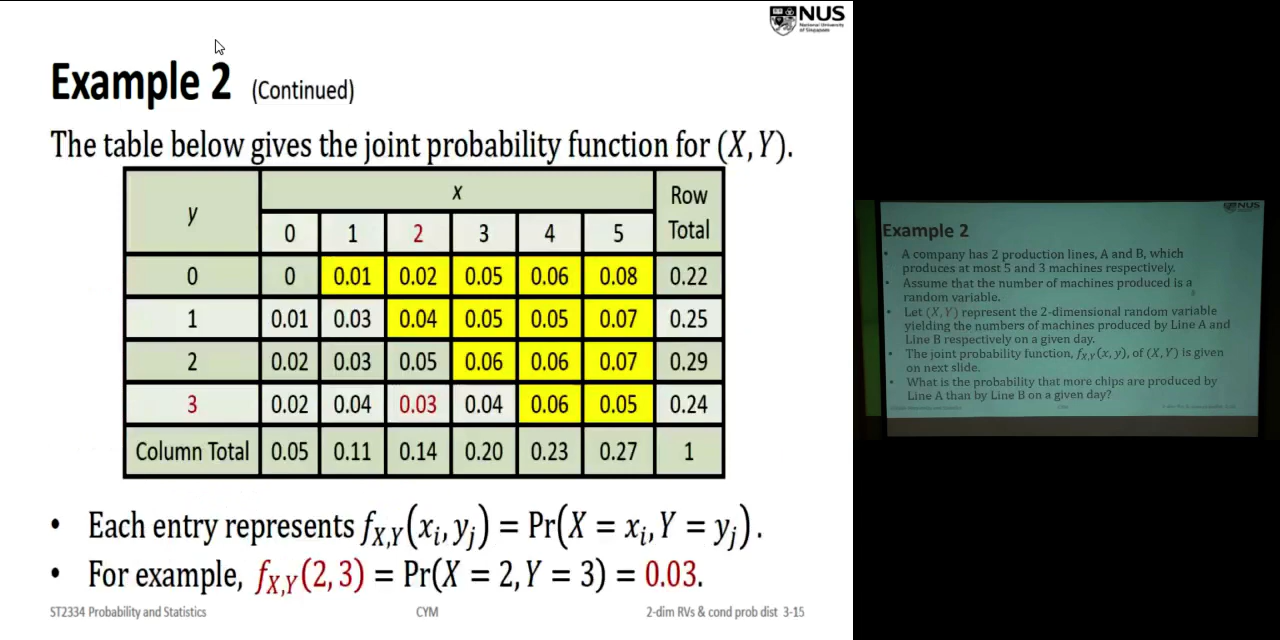 NUS
National University
of Singapore
Example 2 (Continued)
The table below gives the joint probability function for (X, Y).
y x Row Total
0 1 2 3 4 5
0 0 0.01 0.02 0.05 0.06 0.08 0.22
1 0.01 0.03 0.04 0.05 0.05 0.07 0.25
2 0.02 0.03 0.05 0.06 0.06 0.07 0.29
3 0.02 0.04 0.03 0.04 0.06 0.05 0.24
Column Total 0.05 0.11 0.14 0.20 0.23 0.27 1
• Each entry represents f_{X,Y}(x_i, y_j) = Pr(X = x_i, Y = y_j).
• For example, f_{X,Y}(2, 3) = Pr(X = 2, Y = 3) = 0.03.
ST2334 Probability and Statistics CYM 2-dim RVs & cond prob dist 3-15
NUS
Example 2
• A company has 2 production lines, A and B, which
produces at most 5 and 3 machines respectively.
• Assume that the number of machines produced is a
random variable.
• Let (X, Y) represent the 2-dimensional random variable
yielding the numbers of machines produced by Line A and
Line B respectively on a given day.
• The joint probability function, f_{X,Y}(x, y), of (X, Y) is given
on next slide.
• What is the probability that more chips are produced by
Line A than by Line B on a given day?
CYM